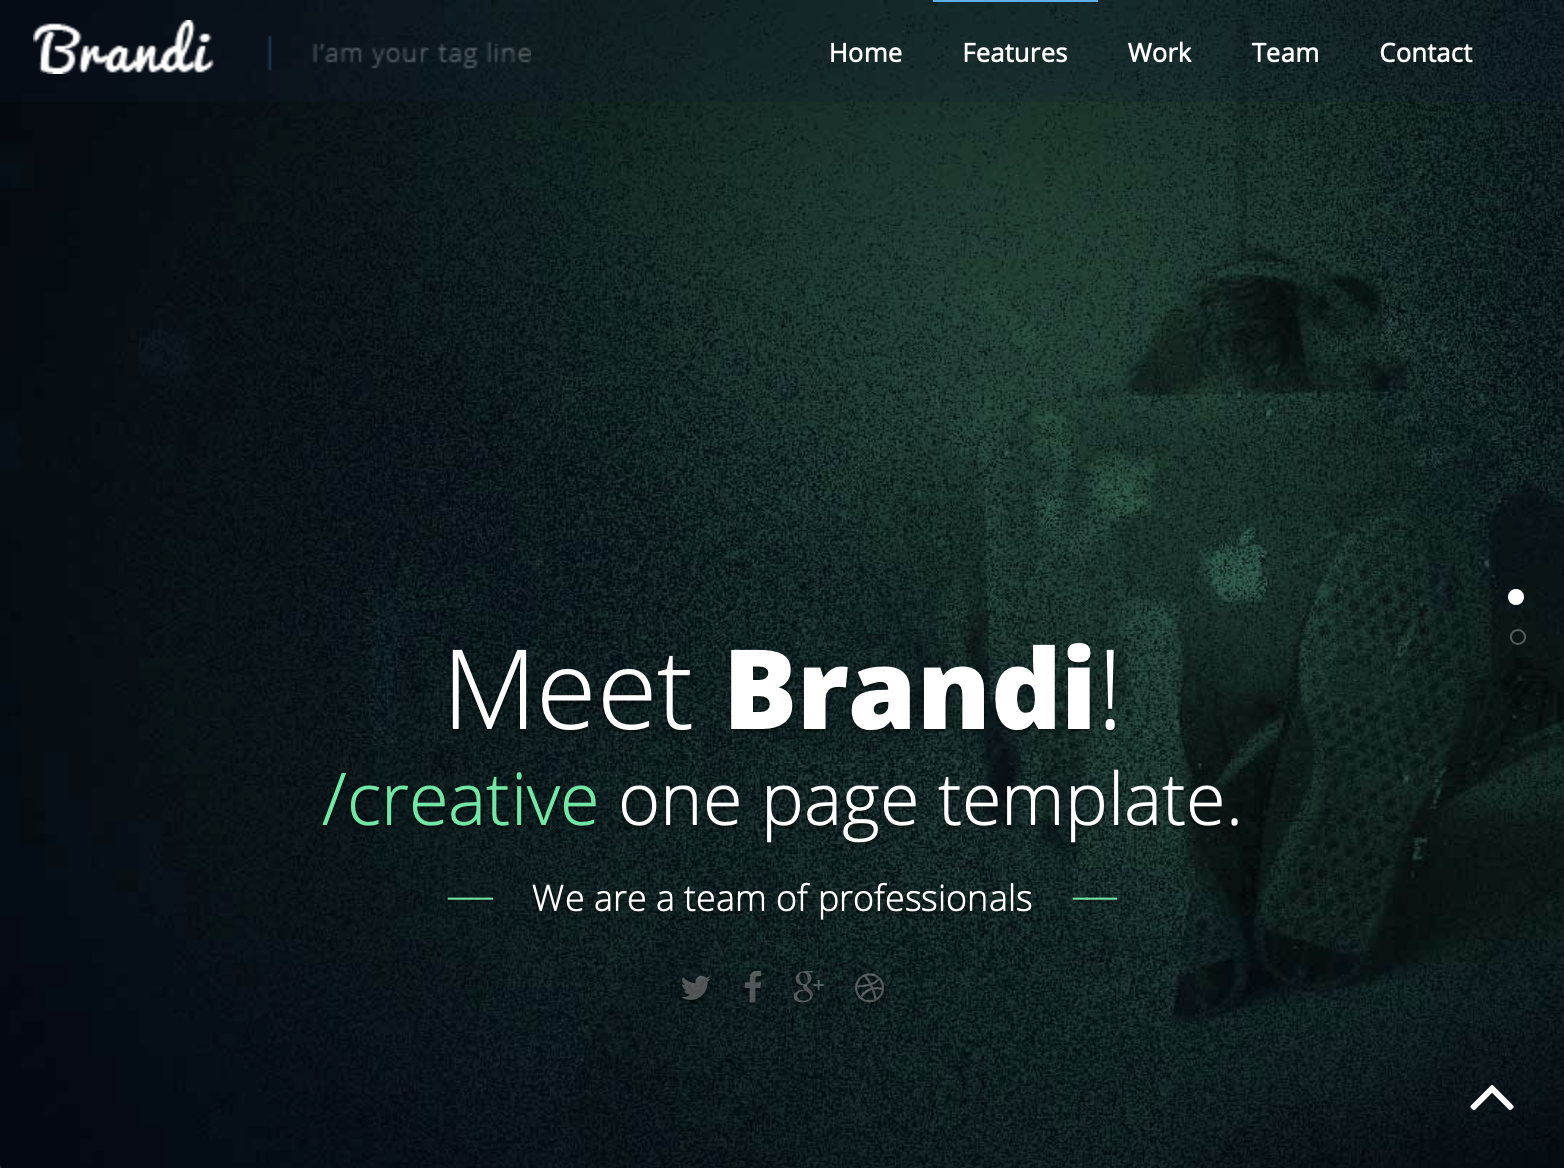 Brandi
I'am your tag line
Home Features Work Team Contact
Meet Brandi!
/creative one page template.
We are a team of professionals